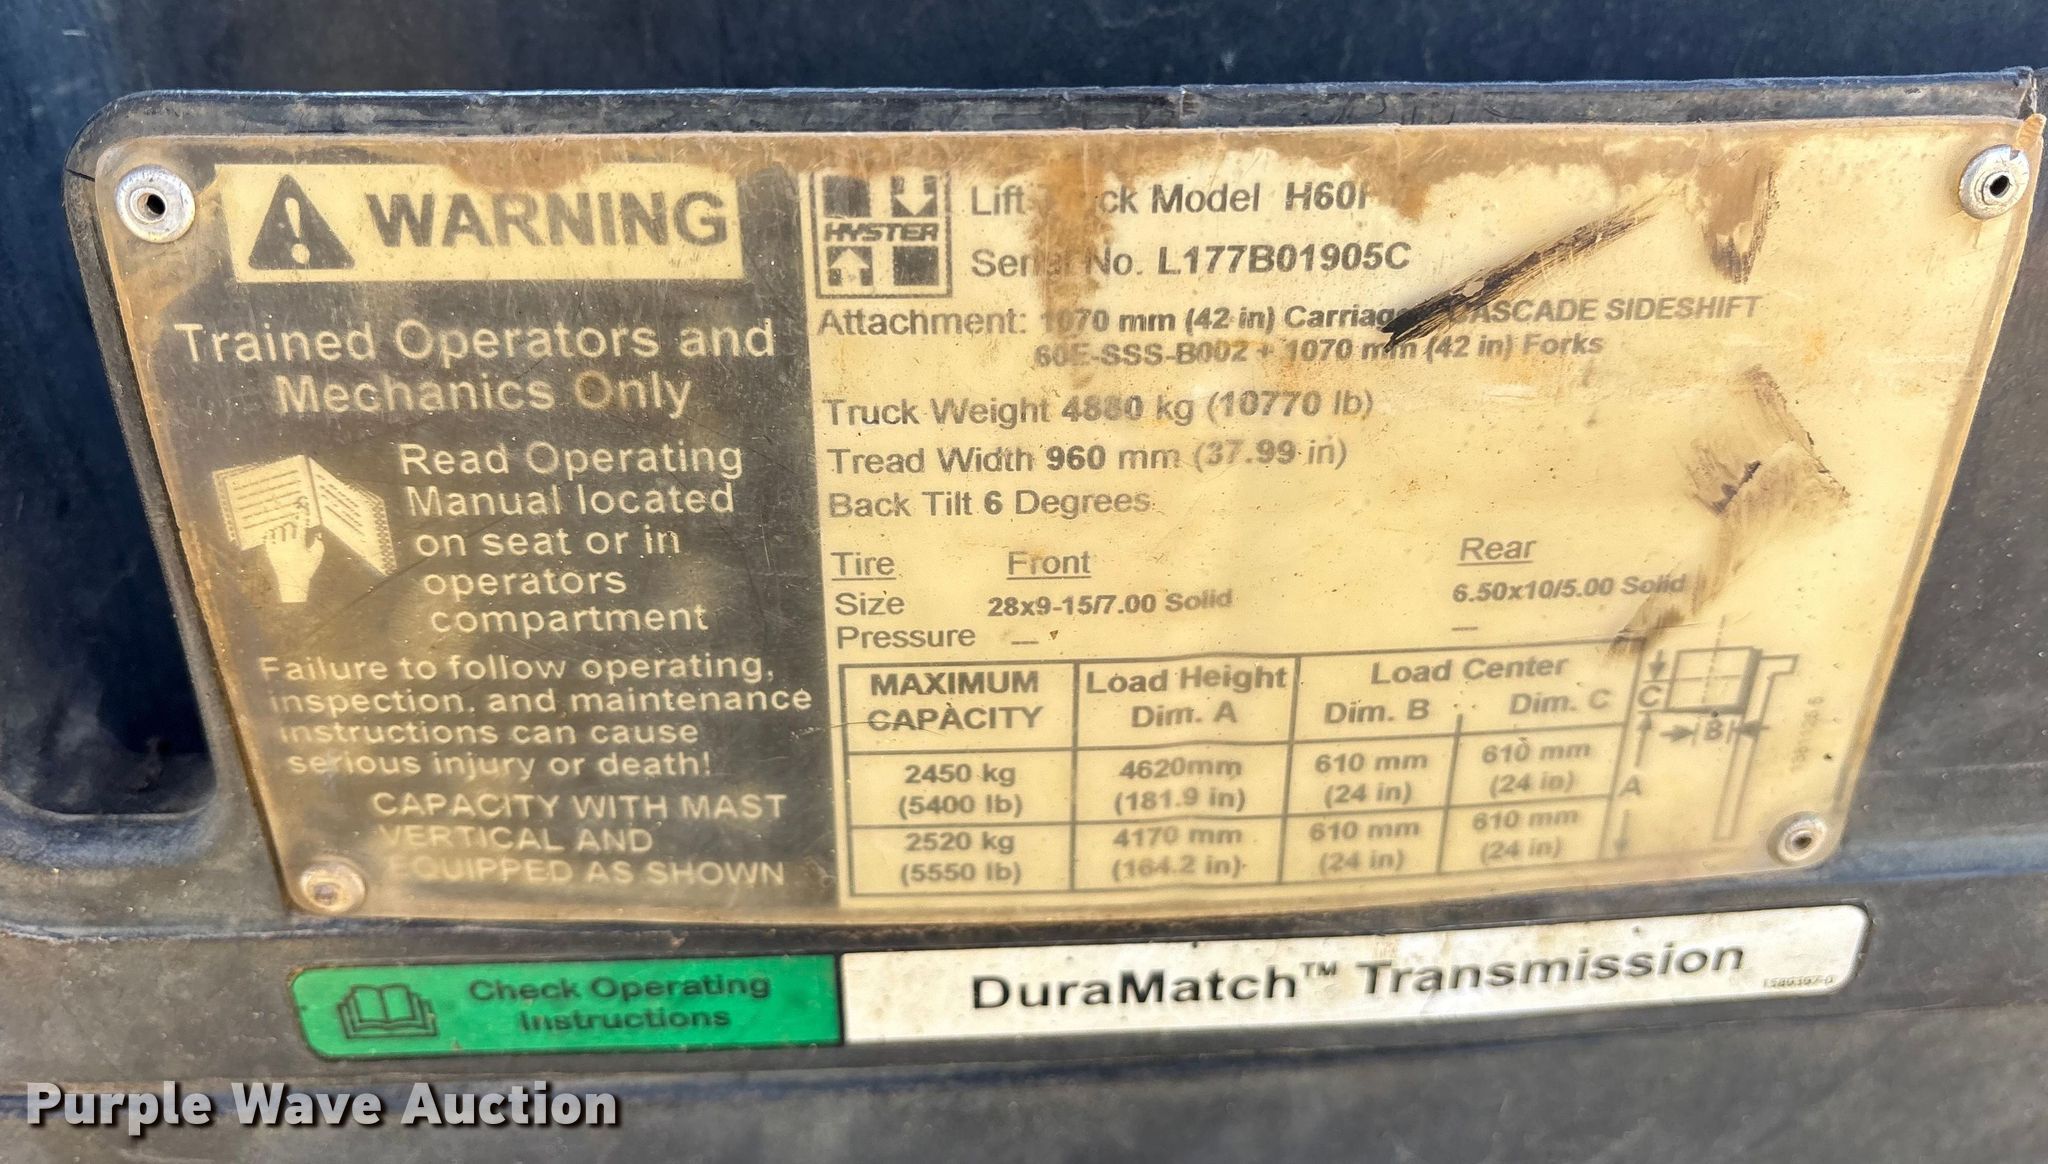 WARNING
Trained Operators and
Mechanics Only
Read Operating
Manual located
on seat or in
operators
compartment
Failure to follow operating,
inspection, and maintenance
instructions can cause
serious injury or death!
CAPACITY WITH MAST
VERTICAL AND
EQUIPPED AS SHOWN
HYSTER
Lift Truck Model H60F
Serial No. L177B01905C
Attachment: 1070 mm (42 in) Carriage CASCADE SIDESHIFT
60E-SSS-B002 + 1070 mm (42 in) Forks
Truck Weight 4880 kg (10770 lb)
Tread Width 960 mm (37.99 in)
Back Tilt 6 Degrees
Tire Front Rear
Size 28x9-15/7.00 Solid 6.50x10/5.00 Solid
Pressure — —
MAXIMUM CAPACITY Load Height Dim. A Load Center Dim. B Dim. C
2450 kg 4620mm 610 mm 610 mm
(5400 lb) (181.9 in) (24 in) (24 in)
2520 kg 4170 mm 610 mm 610 mm
(5550 lb) (164.2 in) (24 in) (24 in)
C
B
A
Check Operating
Instructions
DuraMatch™ Transmission
Purple Wave Auction